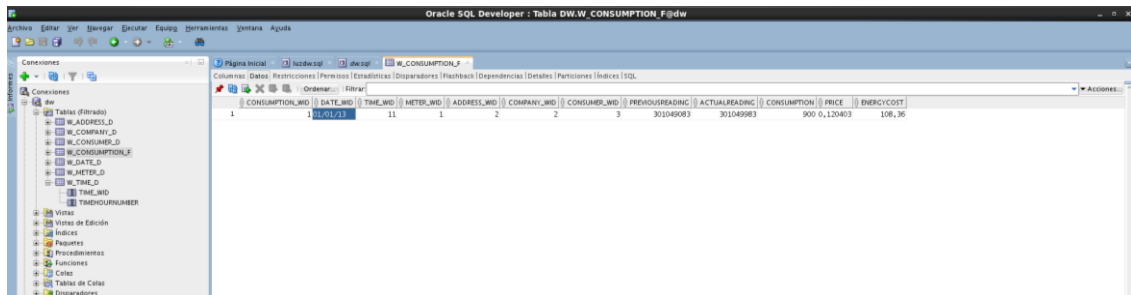 Oracle SQL Developer : Tabla DW.W_CONSUMPTION_F@dw
Archivo Editar Ver Navegar Ejecutar Equipo Herramientas Ventana Ayuda
Conexiones
Página Inicial luzdw.sql dw.sql W_CONSUMPTION_F
Columnas Datos Restricciones Permisos Estadísticas Disparadores Flashback Dependencias Detalles Particiones Índices SQL
Informes
Ordenar... Filtrar Acciones...
Conexiones
dw
Tablas (Filtrado)
W_ADDRESS_D
W_COMPANY_D
W_CONSUMER_D
W_CONSUMPTION_F
W_DATE_D
W_METER_D
W_TIME_D
TIME_WID
TIMEHOURNUMBER
Vistas
Vistas de Edición
Índices
Paquetes
Procedimientos
Funciones
Colas
Tablas de Colas
Disparadores
CONSUMPTION_WID DATE_WID TIME_WID METER_WID ADDRESS_WID COMPANY_WID CONSUMER_WID PREVIOUSREADING ACTUALREADING CONSUMPTION PRICE ENERGYCOST
1 1 01/01/13 11 1 2 2 3 301049083 301049983 900 0,120403 108,36